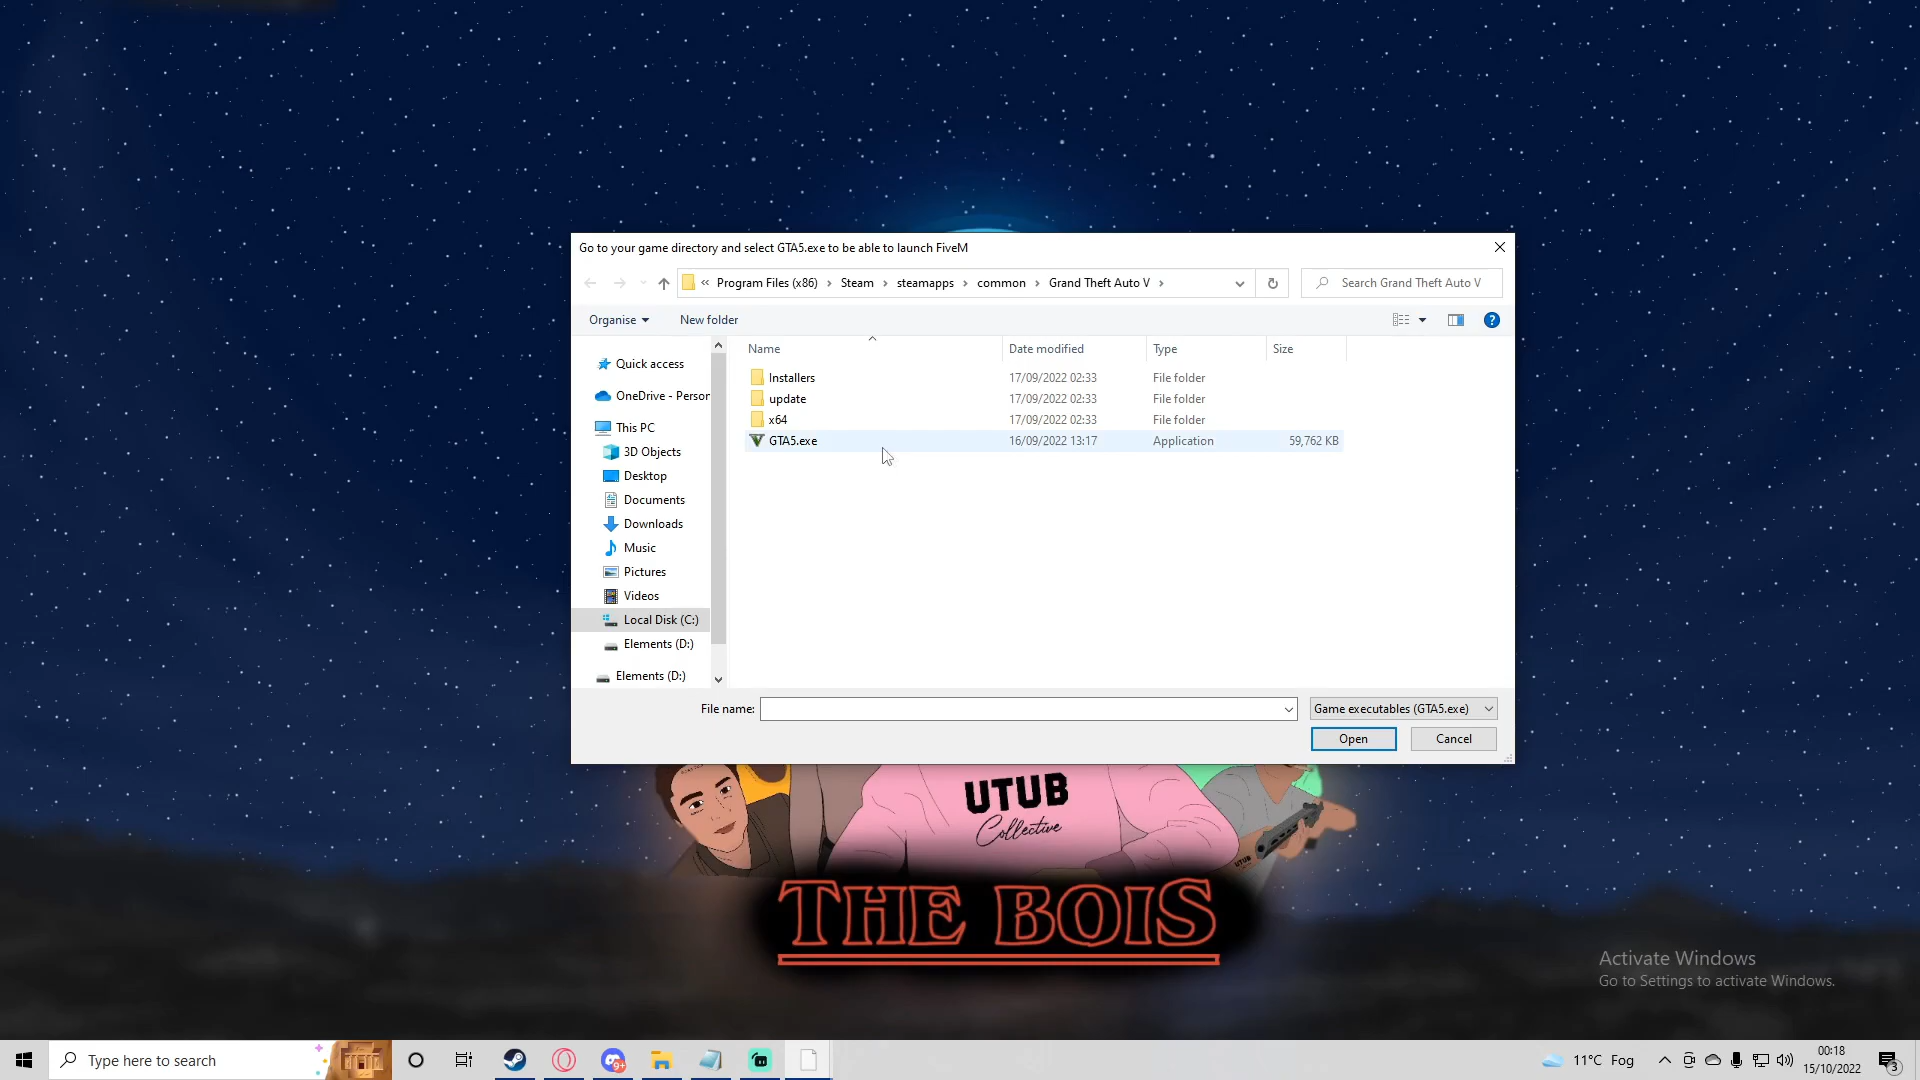 Go to your game directory and select GTA5.exe to be able to launch FiveM
« Program Files (x86) › Steam › steamapps › common › Grand Theft Auto V ›
Search Grand Theft Auto V
Organise
New folder
Name
Date modified
Type
Size
Quick access
OneDrive - Person
This PC
3D Objects
Desktop
Documents
Downloads
Music
Pictures
Videos
Local Disk (C:)
Elements (D:)
Elements (D:)
Installers 17/09/2022 02:33 File folder
update 17/09/2022 02:33 File folder
x64 17/09/2022 02:33 File folder
GTA5.exe 16/09/2022 13:17 Application 59,762 KB
File name:
Game executables (GTA5.exe)
Open
Cancel
UTUB
Collective
UTUB
THE BOIS
Activate Windows
Go to Settings to activate Windows.
Type here to search
9+
11°C Fog
00:18
15/10/2022
3